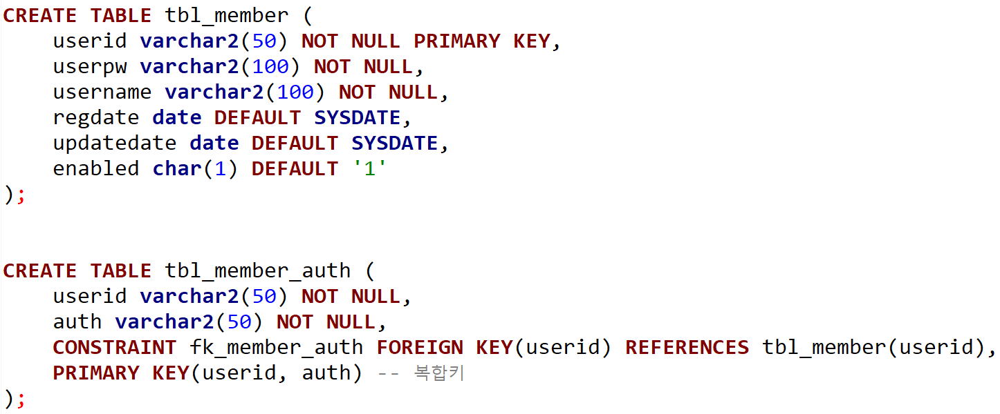 CREATE TABLE tbl_member (
    userid varchar2(50) NOT NULL PRIMARY KEY,
    userpw varchar2(100) NOT NULL,
    username varchar2(100) NOT NULL,
    regdate date DEFAULT SYSDATE,
    updatedate date DEFAULT SYSDATE,
    enabled char(1) DEFAULT '1'
);
CREATE TABLE tbl_member_auth (
    userid varchar2(50) NOT NULL,
    auth varchar2(50) NOT NULL,
    CONSTRAINT fk_member_auth FOREIGN KEY(userid) REFERENCES tbl_member(userid),
    PRIMARY KEY(userid, auth) -- 복합키
);